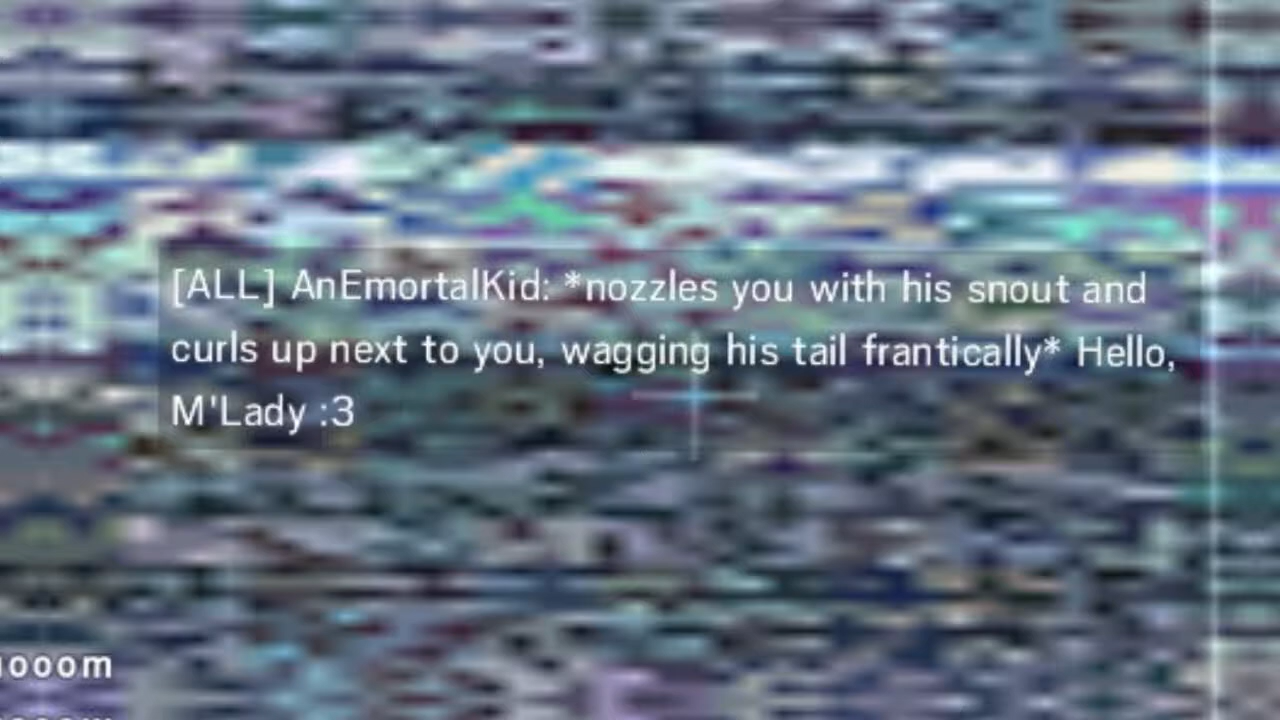 [ALL] AnEmortalKid: *nozzles you with his snout and
curls up next to you, wagging his tail frantically* Hello,
M'Lady :3